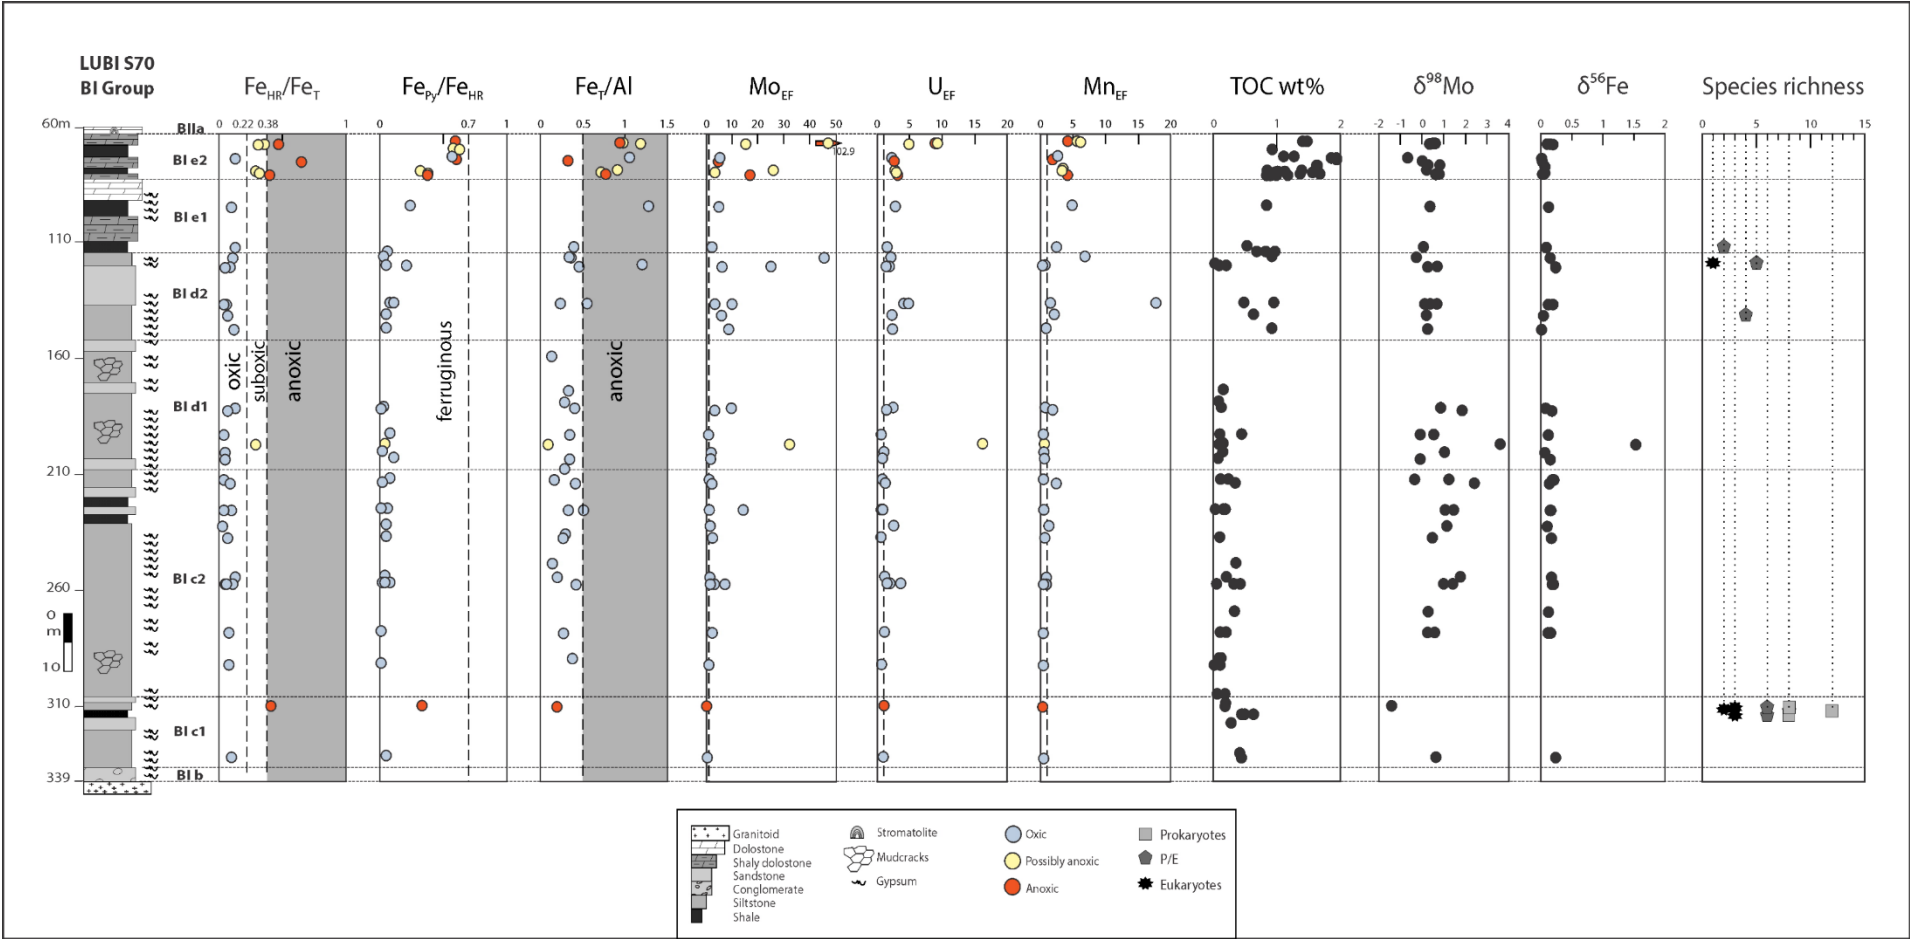 LUBI S70
BI Group
FeHR/FeT
FePy/FeHR
FeT/Al
MoEF
UEF
MnEF
TOC wt%
δ98Mo
δ56Fe
Species richness
0 0.22 0.38 1
0 0.7 1
0 0.5 1 1.5
0 10 20 30 40 50
0 5 10 15 20
0 5 10 15 20
0 1 2
-2 -1 0 1 2 3 4
0 0.5 1 1.5 2
0 5 10 15
60m
110
160
210
260
310
339
0
m
10
BIIa
BI e2
BI e1
BI d2
BI d1
BI c2
BI c1
BI b
102.9
oxic
suboxic
anoxic
ferruginous
anoxic
Granitoid
Dolostone
Shaly dolostone
Sandstone
Conglomerate
Siltstone
Shale
Stromatolite
Mudcracks
Gypsum
Oxic
Possibly anoxic
Anoxic
Prokaryotes
P/E
Eukaryotes